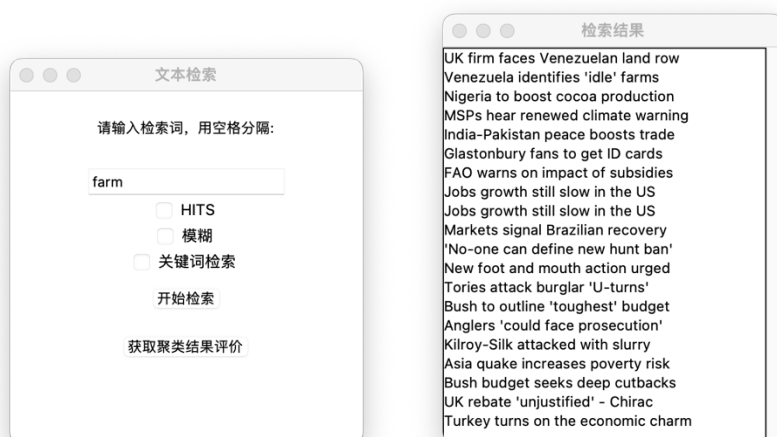 文本检索
请输入检索词，用空格分隔:
farm
HITS
模糊
关键词检索
开始检索
获取聚类结果评价
检索结果
UK firm faces Venezuelan land row
Venezuela identifies 'idle' farms
Nigeria to boost cocoa production
MSPs hear renewed climate warning
India-Pakistan peace boosts trade
Glastonbury fans to get ID cards
FAO warns on impact of subsidies
Jobs growth still slow in the US
Jobs growth still slow in the US
Markets signal Brazilian recovery
'No-one can define new hunt ban'
New foot and mouth action urged
Tories attack burglar 'U-turns'
Bush to outline 'toughest' budget
Anglers 'could face prosecution'
Kilroy-Silk attacked with slurry
Asia quake increases poverty risk
Bush budget seeks deep cutbacks
UK rebate 'unjustified' - Chirac
Turkey turns on the economic charm